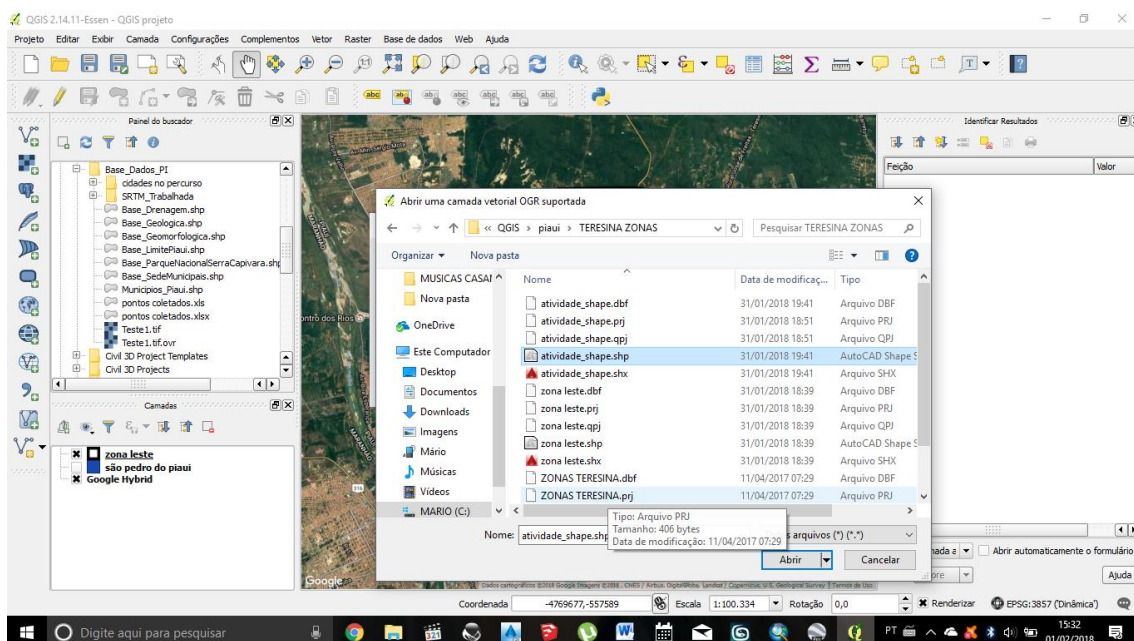 QGIS 2.14.11-Essen - QGIS projeto
Projeto Editar Exibir Camada Configurações Complementos Vetor Raster Base de dados Web Ajuda
Painel do buscador
Base_Dados_PI
cidades no percurso
SRTM_Trabalhada
Base_Drenagem.shp
Base_Geologica.shp
Base_Geomorfologica.shp
Base_LimitePiaui.shp
Base_ParqueNacionalSerraCapivara.shp
Base_SedeMunicipais.shp
Municipios_Piaui.shp
pontos coletados.xls
pontos coletados.xlsx
Teste1.tif
Teste1.tif.ovr
Civil 3D Project Templates
Civil 3D Projects
Camadas
zona leste
são pedro do piaui
Google Hybrid
MARANHÃO
PIAUÍ
ontro dos Rios
316
Google
Abrir uma camada vetorial OGR suportada
« QGIS > piaui > TERESINA ZONAS
Pesquisar TERESINA ZONAS
Organizar
Nova pasta
MUSICAS CASAI
Nova pasta
OneDrive
Este Computador
Desktop
Documentos
Downloads
Imagens
Mário
Músicas
Vídeos
MARIO (C:)
Nome Data de modificaç... Tipo
atividade_shape.dbf 31/01/2018 19:41 Arquivo DBF
atividade_shape.prj 31/01/2018 18:51 Arquivo PRJ
atividade_shape.qpj 31/01/2018 18:51 Arquivo QPJ
atividade_shape.shp 31/01/2018 19:41 AutoCAD Shape S
atividade_shape.shx 31/01/2018 19:41 Arquivo SHX
zona leste.dbf 31/01/2018 18:39 Arquivo DBF
zona leste.prj 31/01/2018 18:39 Arquivo PRJ
zona leste.qpj 31/01/2018 18:39 Arquivo QPJ
zona leste.shp 31/01/2018 18:39 AutoCAD Shape S
zona leste.shx 31/01/2018 18:39 Arquivo SHX
ZONAS TERESINA.dbf 11/04/2017 07:29 Arquivo DBF
ZONAS TERESINA.prj 11/04/2017 07:29 Arquivo PRJ
Tipo: Arquivo PRJ
Tamanho: 406 bytes
Data de modificação: 11/04/2017 07:29
Nome: atividade_shape.shp
s arquivos (*) (*.*)
Abrir
Cancelar
Identificar Resultados
Feição Valor
nada a
Abrir automaticamente o formulário
pre
Ajuda
Coordenada -4769677,-557589 Escala 1:100.334 Rotação 0,0 Renderizar EPSG:3857 ('Dinâmica')
Digite aqui para pesquisar
PT
15:32
01/02/2018